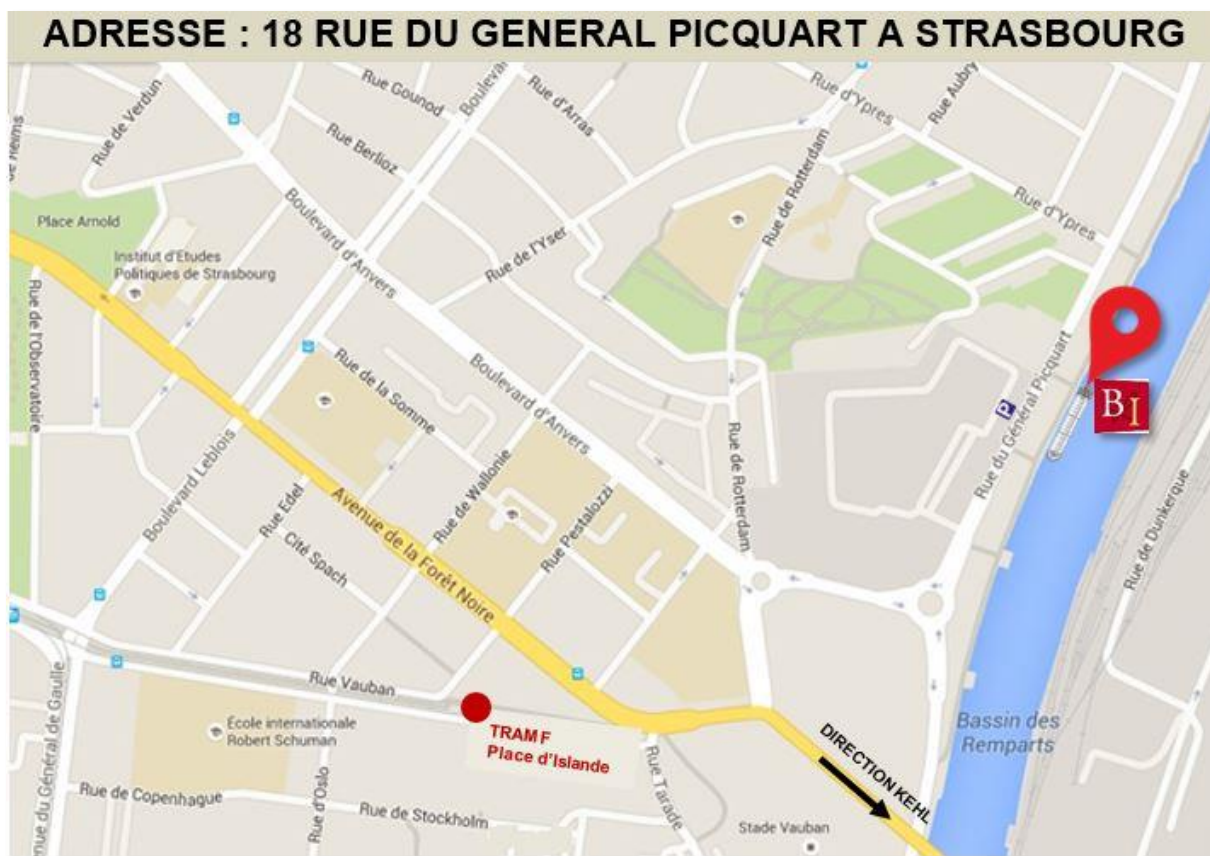 ADRESSE : 18 RUE DU GENERAL PICQUART A STRASBOURG
Rue de Verdun
Rue Gounod
Rue d'Arras
Rue d'Ypres
Rue Aubry
Rue Berlioz
Place Arnold
Institut d'Etudes
Politiques de Strasbourg
Boulevard d'Anvers
Rue de l'Yser
Rue de Rotterdam
Rue d'Ypres
Rue de l'Observatoire
Rue de la Somme
Boulevard d'Anvers
Rue du Général Picquart
P
B I
Boulevard Leblois
Rue Edel
Cité Spach
Avenue de la Forêt Noire
Rue de Wallonie
Rue Pestalozzi
Rue de Rotterdam
Rue de Dunkerque
Rue Vauban
École internationale
Robert Schuman
TRAM F
Place d'Islande
Bassin des
Remparts
DIRECTION KEHL
nue du Général de Gaulle
Rue de Copenhague
Rue d'Oslo
Rue de Stockholm
Rue Tarade
Stade Vauban